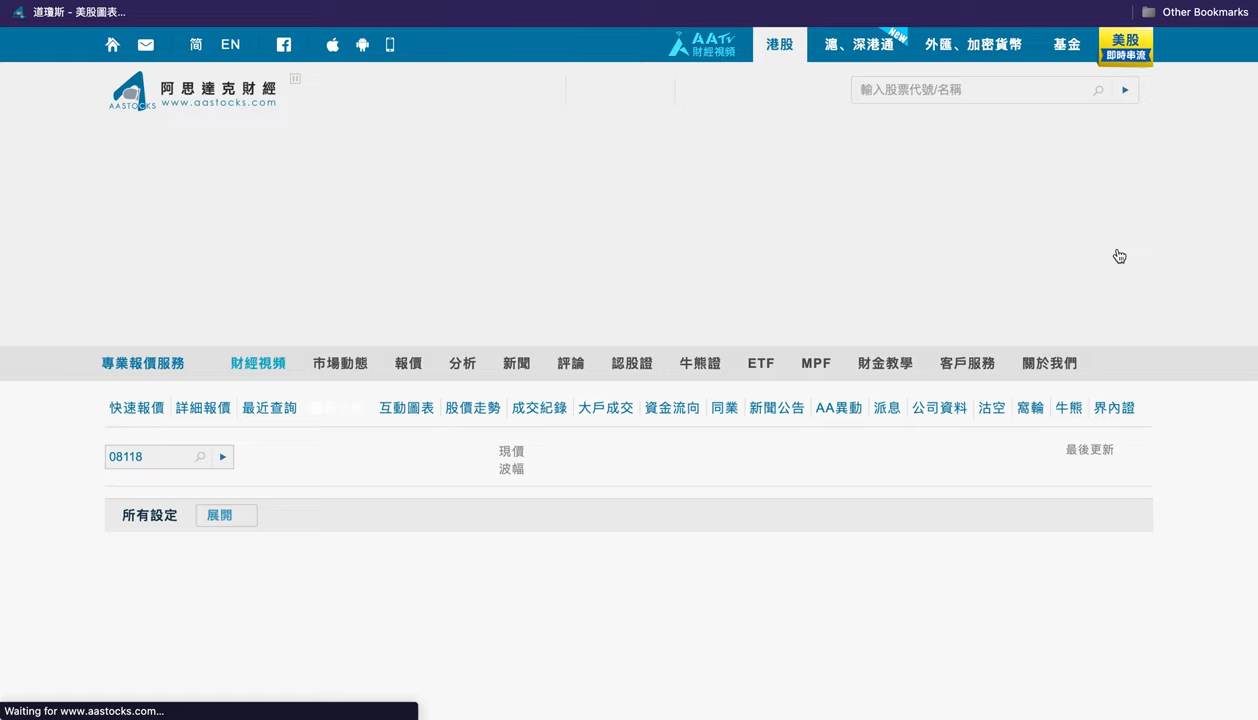 道瓊斯 - 美股圖表...
Other Bookmarks
简 EN
AATV 財經視頻
港股
滬、深港通
New
外匯、加密貨幣
基金
美股
即時串流
阿思達克財經
AASTOCKS www.aastocks.com
輸入股票代號/名稱
專業報價服務 財經視頻 市場動態 報價 分析 新聞 評論 認股證 牛熊證 ETF MPF 財金教學 客戶服務 關於我們
快速報價 詳細報價 最近查詢 互動圖表 股價走勢 成交紀錄 大戶成交 資金流向 同業 新聞公告 AA異動 派息 公司資料 沽空 窩輪 牛熊 界內證
08118
現價
波幅
最後更新
所有設定 展開
Waiting for www.aastocks.com...